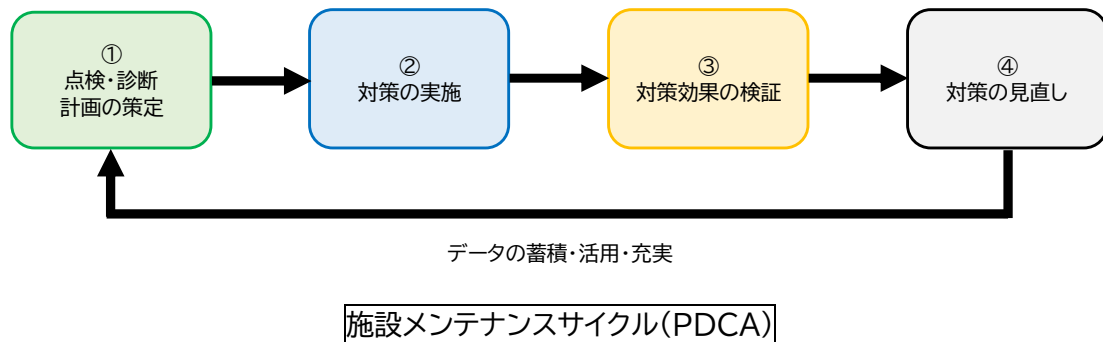 ①
点検・診断
計画の策定
②
対策の実施
③
対策効果の検証
④
対策の見直し
データの蓄積・活用・充実
施設メンテナンスサイクル(PDCA)